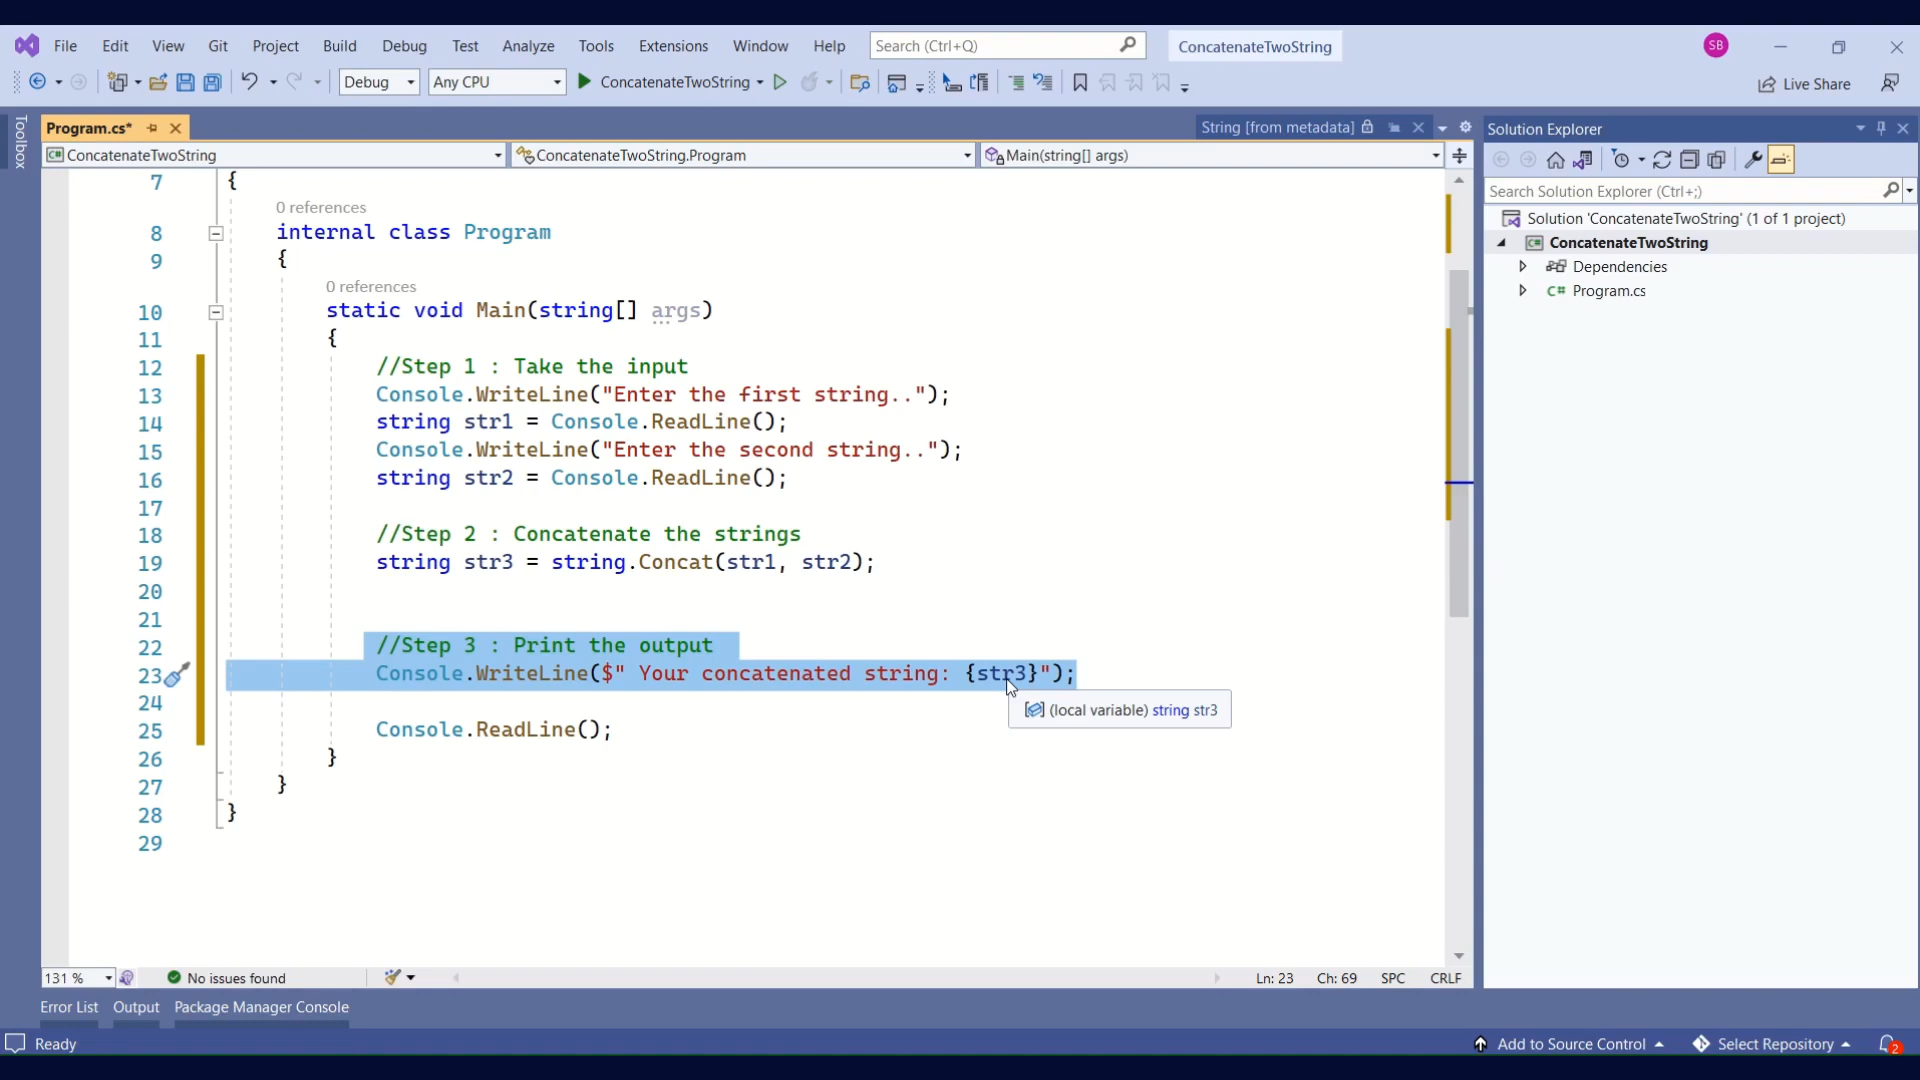 File Edit View Git Project Build Debug Test Analyze Tools Extensions Window Help Search (Ctrl+Q) ConcatenateTwoString SB
Debug Any CPU ConcatenateTwoString Live Share
Toolbox
Program.cs* String [from metadata] Solution Explorer
ConcatenateTwoString ConcatenateTwoString.Program Main(string[] args)
Search Solution Explorer (Ctrl+;)
Solution 'ConcatenateTwoString' (1 of 1 project)
ConcatenateTwoString
Dependencies
C# Program.cs
7 {
0 references
8 internal class Program
9 {
0 references
10 static void Main(string[] args)
11 {
12 //Step 1 : Take the input
13 Console.WriteLine("Enter the first string..");
14 string str1 = Console.ReadLine();
15 Console.WriteLine("Enter the second string..");
16 string str2 = Console.ReadLine();
17
18 //Step 2 : Concatenate the strings
19 string str3 = string.Concat(str1, str2);
20
21
22 //Step 3 : Print the output
23 Console.WriteLine($" Your concatenated string: {str3}");
24
(local variable) string str3
25 Console.ReadLine();
26 }
27 }
28 }
29
131 % No issues found Ln: 23 Ch: 69 SPC CRLF
Error List Output Package Manager Console
Ready Add to Source Control Select Repository 2